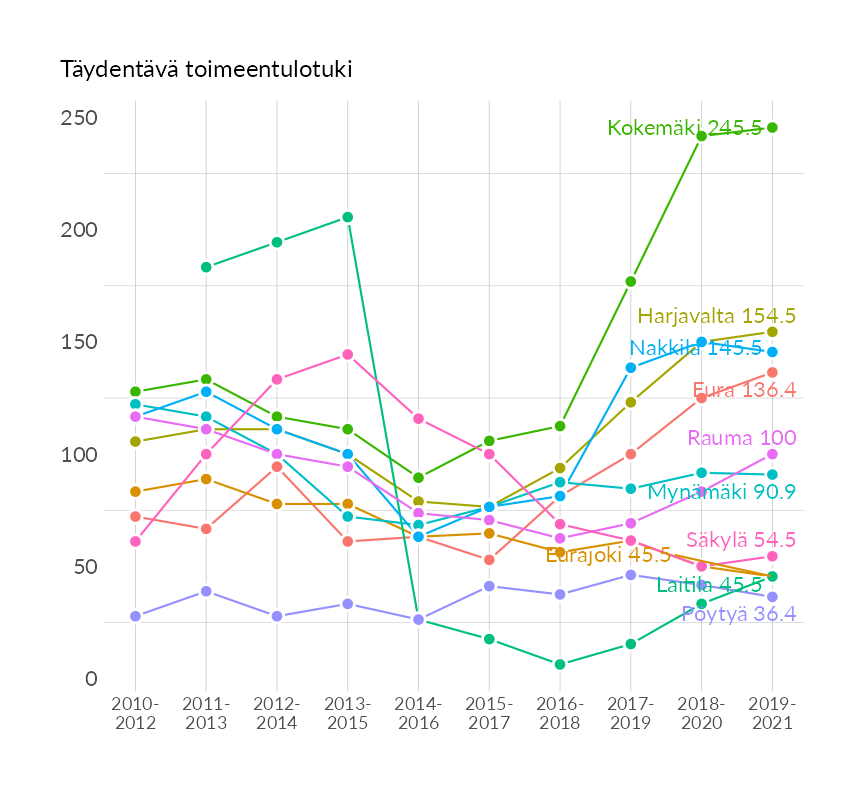 Täydentävä toimeentulotuki
250
200
150
100
50
0
Kokemäki 245.5
Harjavalta 154.5
Nakkila 145.5
Eura 136.4
Rauma 100
Mynämäki 90.9
Säkylä 54.5
Eurajoki 45.5
Laitila 45.5
Pöytyä 36.4
2010-
2012
2011-
2013
2012-
2014
2013-
2015
2014-
2016
2015-
2017
2016-
2018
2017-
2019
2018-
2020
2019-
2021